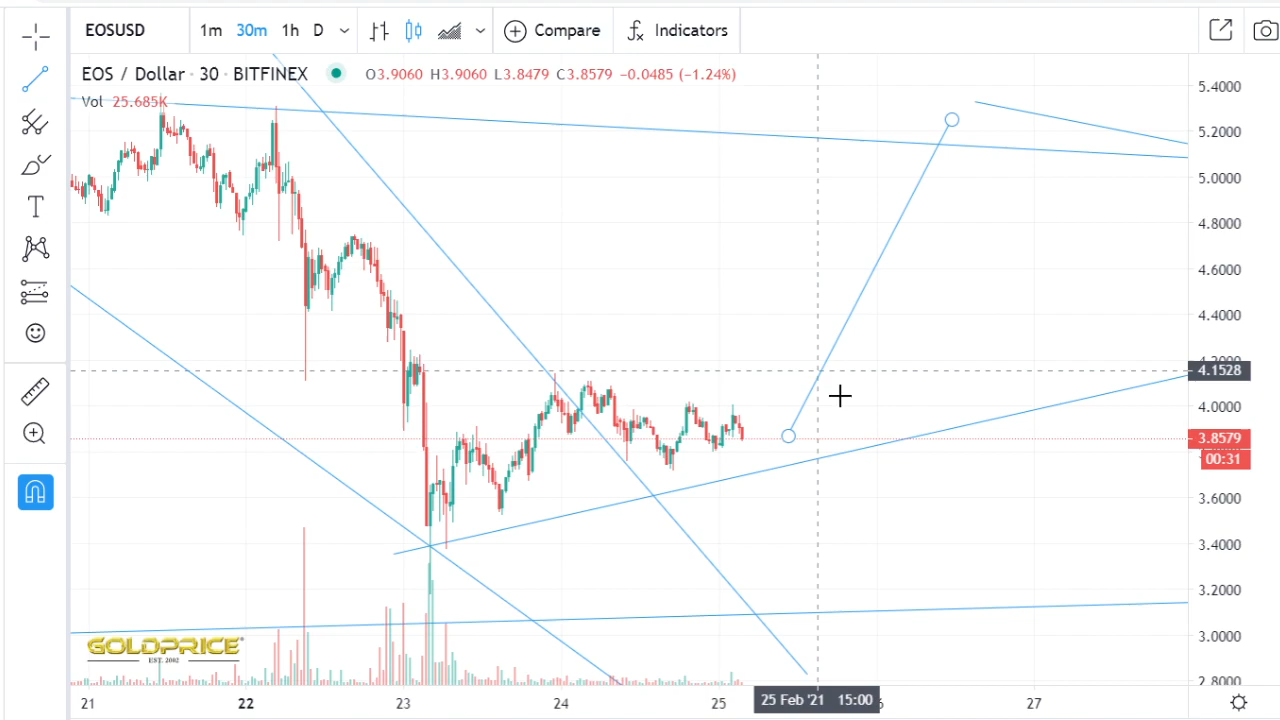 EOSUSD 1m 30m 1h D Compare Indicators
EOS / Dollar · 30 · BITFINEX O3.9060 H3.9060 L3.8479 C3.8579 −0.0485 (−1.24%)
Vol 25.685K
5.4000
5.2000
5.0000
4.8000
4.6000
4.4000
4.2000
4.1528
4.0000
3.8579
00:31
3.6000
3.4000
3.2000
3.0000
2.8000
GOLDPRICE
EST. 2002
21 22 23 24 25 25 Feb '21 15:00 27